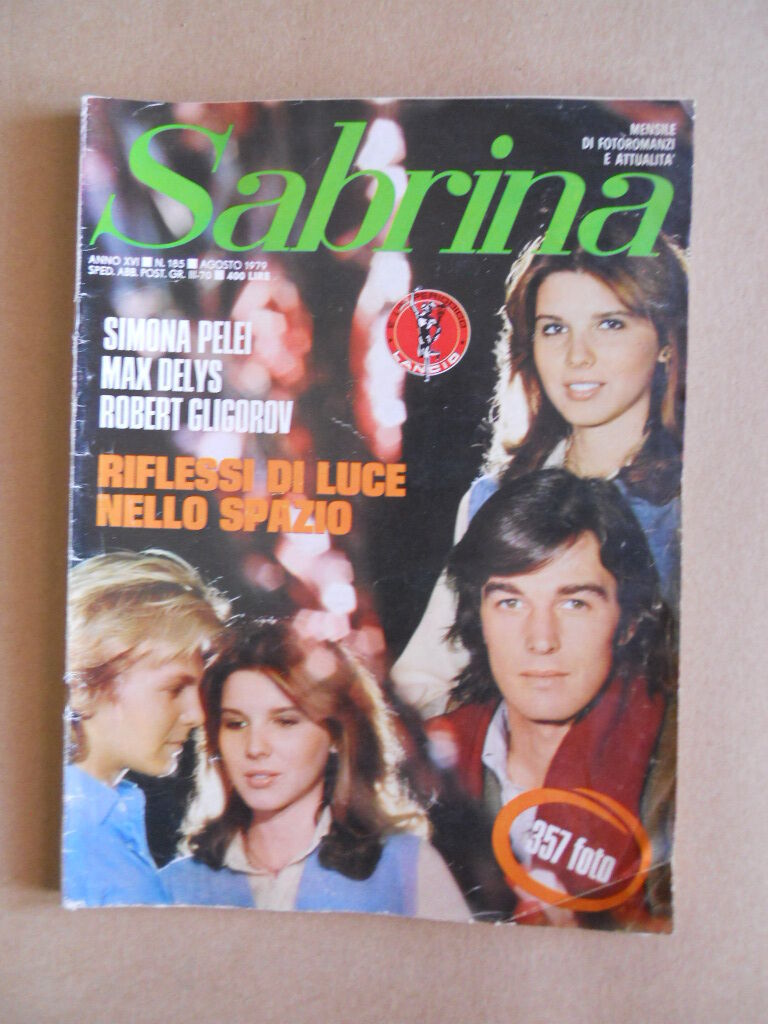 Sabrina
MENSILE
DI FOTOROMANZI
E ATTUALITA'
ANNO XVI ■ N. 185 ■ AGOSTO 1979
SPED. ABB. POST. GR. III-70 ■ 400 LIRE
LANCIO
SIMONA PELEI
MAX DELYS
ROBERT GLIGOROV
RIFLESSI DI LUCE
NELLO SPAZIO
357 foto